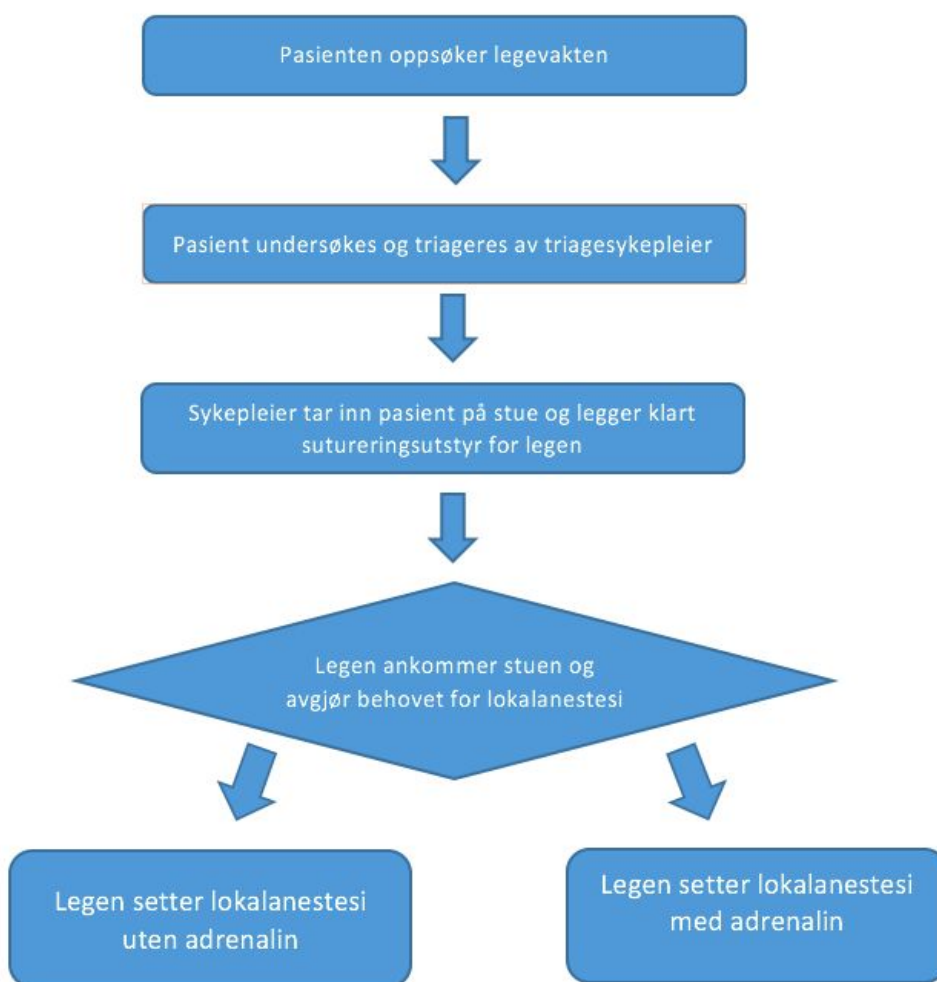 Pasienten oppsøker legevakten
Pasient undersøkes og triageres av triagesykepleier
Sykepleier tar inn pasient på stue og legger klart
sutureringsutstyr for legen
Legen ankommer stuen og
avgjør behovet for lokalanestesi
Legen setter lokalanestesi
uten adrenalin
Legen setter lokalanestesi
med adrenalin